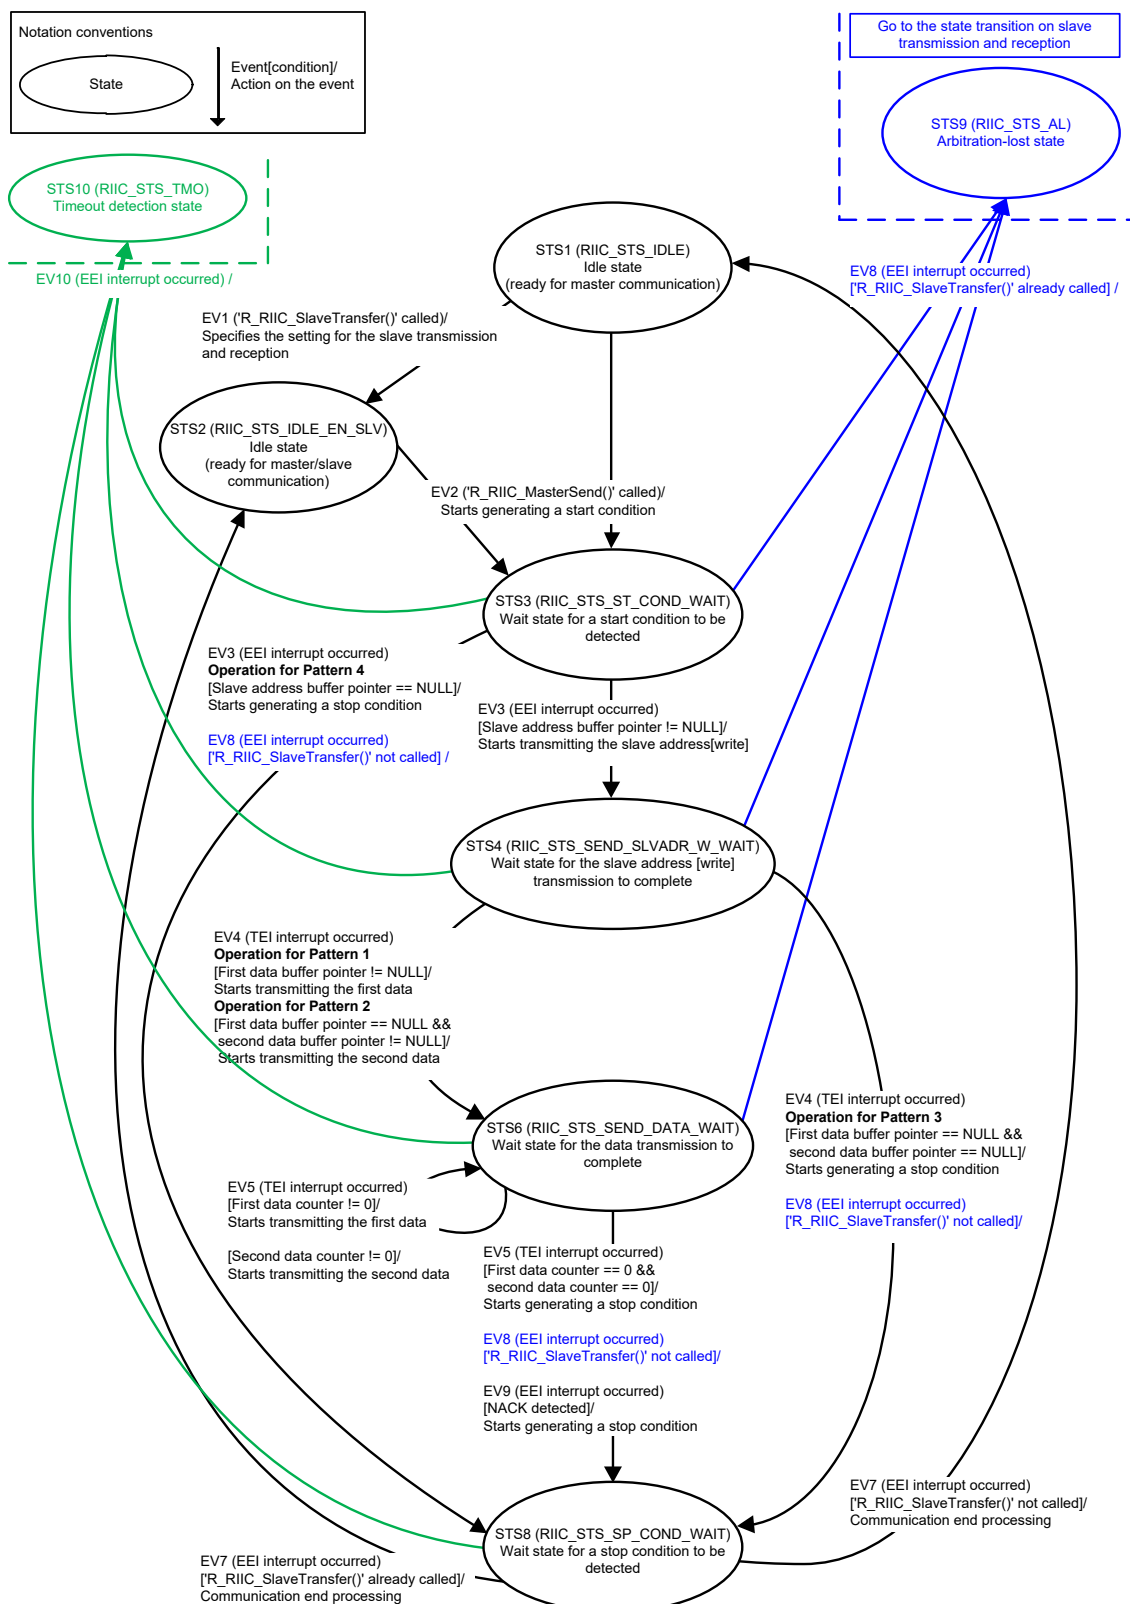 Notation conventions
State
Event[condition]/
Action on the event
Go to the state transition on slave
transmission and reception
STS9 (RIIC_STS_AL)
Arbitration-lost state
STS10 (RIIC_STS_TMO)
Timeout detection state
EV10 (EEI interrupt occurred) /
STS1 (RIIC_STS_IDLE)
Idle state
(ready for master communication)
EV8 (EEI interrupt occurred)
['R_RIIC_SlaveTransfer()' already called] /
EV1 ('R_RIIC_SlaveTransfer()' called)/
Specifies the setting for the slave transmission
and reception
STS2 (RIIC_STS_IDLE_EN_SLV)
Idle state
(ready for master/slave
communication)
EV2 ('R_RIIC_MasterSend()' called)/
Starts generating a start condition
STS3 (RIIC_STS_ST_COND_WAIT)
Wait state for a start condition to be
detected
EV3 (EEI interrupt occurred)
Operation for Pattern 4
[Slave address buffer pointer == NULL]/
Starts generating a stop condition
EV8 (EEI interrupt occurred)
['R_RIIC_SlaveTransfer()' not called] /
EV3 (EEI interrupt occurred)
[Slave address buffer pointer != NULL]/
Starts transmitting the slave address[write]
STS4 (RIIC_STS_SEND_SLVADR_W_WAIT)
Wait state for the slave address [write]
transmission to complete
EV4 (TEI interrupt occurred)
Operation for Pattern 1
[First data buffer pointer != NULL]/
Starts transmitting the first data
Operation for Pattern 2
[First data buffer pointer == NULL &&
second data buffer pointer != NULL]/
Starts transmitting the second data
STS6 (RIIC_STS_SEND_DATA_WAIT)
Wait state for the data transmission to
complete
EV4 (TEI interrupt occurred)
Operation for Pattern 3
[First data buffer pointer == NULL &&
second data buffer pointer == NULL]/
Starts generating a stop condition
EV8 (EEI interrupt occurred)
['R_RIIC_SlaveTransfer()' not called]/
EV5 (TEI interrupt occurred)
[First data counter != 0]/
Starts transmitting the first data
[Second data counter != 0]/
Starts transmitting the second data
EV5 (TEI interrupt occurred)
[First data counter == 0 &&
second data counter == 0]/
Starts generating a stop condition
EV8 (EEI interrupt occurred)
['R_RIIC_SlaveTransfer()' not called]/
EV9 (EEI interrupt occurred)
[NACK detected]/
Starts generating a stop condition
EV7 (EEI interrupt occurred)
['R_RIIC_SlaveTransfer()' not called]/
Communication end processing
STS8 (RIIC_STS_SP_COND_WAIT)
Wait state for a stop condition to be
detected
EV7 (EEI interrupt occurred)
['R_RIIC_SlaveTransfer()' already called]/
Communication end processing